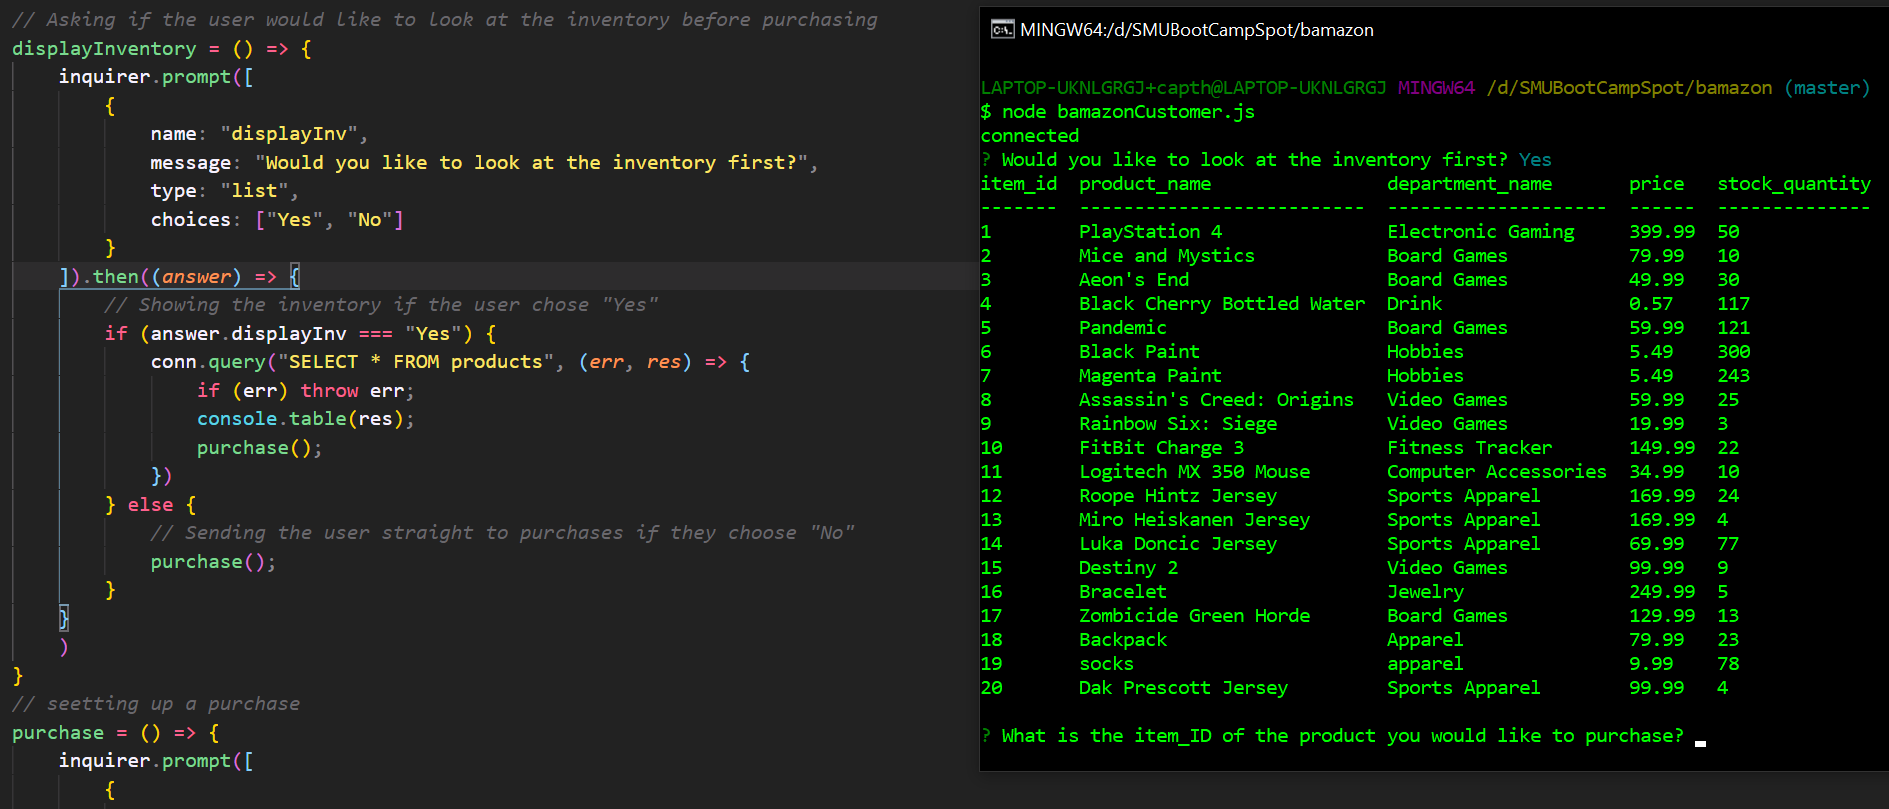 // Asking if the user would like to look at the inventory before purchasing
displayInventory = () => {
    inquirer.prompt([
        {
            name: "displayInv",
            message: "Would you like to look at the inventory first?",
            type: "list",
            choices: ["Yes", "No"]
        }
    ]).then((answer) => {
        // Showing the inventory if the user chose "Yes"
        if (answer.displayInv === "Yes") {
            conn.query("SELECT * FROM products", (err, res) => {
                if (err) throw err;
                console.table(res);
                purchase();
            })
        } else {
            // Sending the user straight to purchases if they choose "No"
            purchase();
        }
    }
    )
}
// seetting up a purchase
purchase = () => {
    inquirer.prompt([
        {
MINGW64:/d/SMUBootCampSpot/bamazon
LAPTOP-UKNLGRGJ+capth@LAPTOP-UKNLGRGJ MINGW64 /d/SMUBootCampSpot/bamazon (master)
$ node bamazonCustomer.js
connected
? Would you like to look at the inventory first? Yes
item_id  product_name                department_name       price   stock_quantity
-------  --------------------------  --------------------  ------  --------------
1        PlayStation 4               Electronic Gaming     399.99  50
2        Mice and Mystics            Board Games           79.99   10
3        Aeon's End                  Board Games           49.99   30
4        Black Cherry Bottled Water  Drink                 0.57    117
5        Pandemic                    Board Games           59.99   121
6        Black Paint                 Hobbies               5.49    300
7        Magenta Paint               Hobbies               5.49    243
8        Assassin's Creed: Origins   Video Games           59.99   25
9        Rainbow Six: Siege          Video Games           19.99   3
10       FitBit Charge 3             Fitness Tracker       149.99  22
11       Logitech MX 350 Mouse       Computer Accessories  34.99   10
12       Roope Hintz Jersey          Sports Apparel        169.99  24
13       Miro Heiskanen Jersey       Sports Apparel        169.99  4
14       Luka Doncic Jersey          Sports Apparel        69.99   77
15       Destiny 2                   Video Games           99.99   9
16       Bracelet                    Jewelry               249.99  5
17       Zombicide Green Horde       Board Games           129.99  13
18       Backpack                    Apparel               79.99   23
19       socks                       apparel               9.99    78
20       Dak Prescott Jersey         Sports Apparel        99.99   4
? What is the item_ID of the product you would like to purchase?